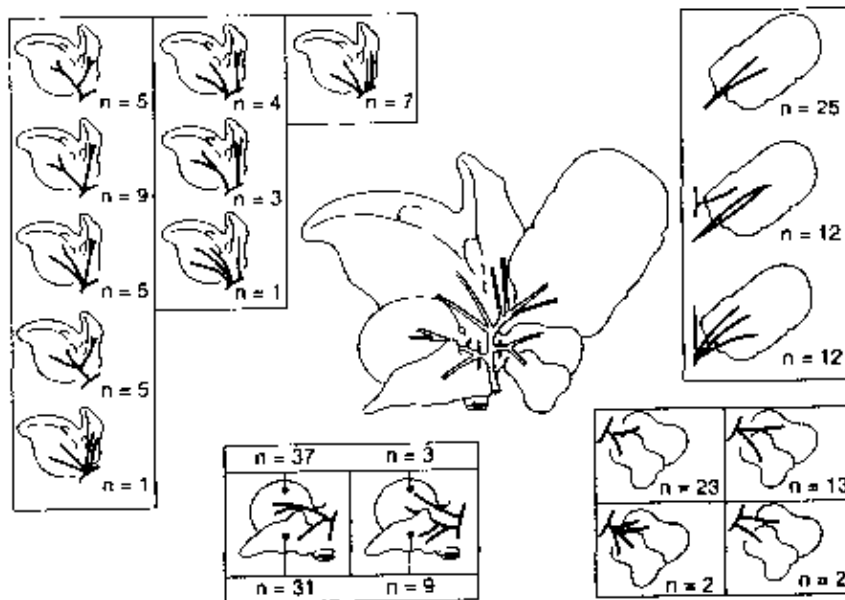 n = 5
n = 4
n = 7
n = 9
n = 3
n = 5
n = 1
n = 5
n = 1
n = 25
n = 12
n = 12
n = 37
n = 3
n = 31
n = 9
n = 23
n = 13
n = 2
n = 2